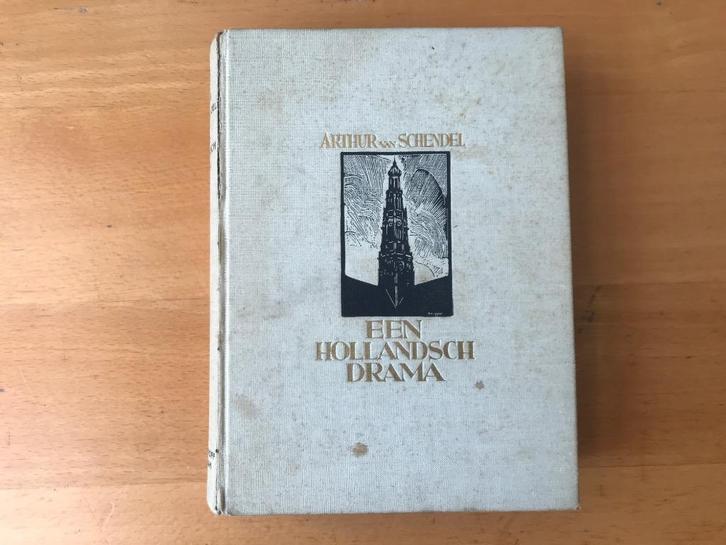 ARTHUR van SCHENDEL
EEN
HOLLANDSCH
DRAMA